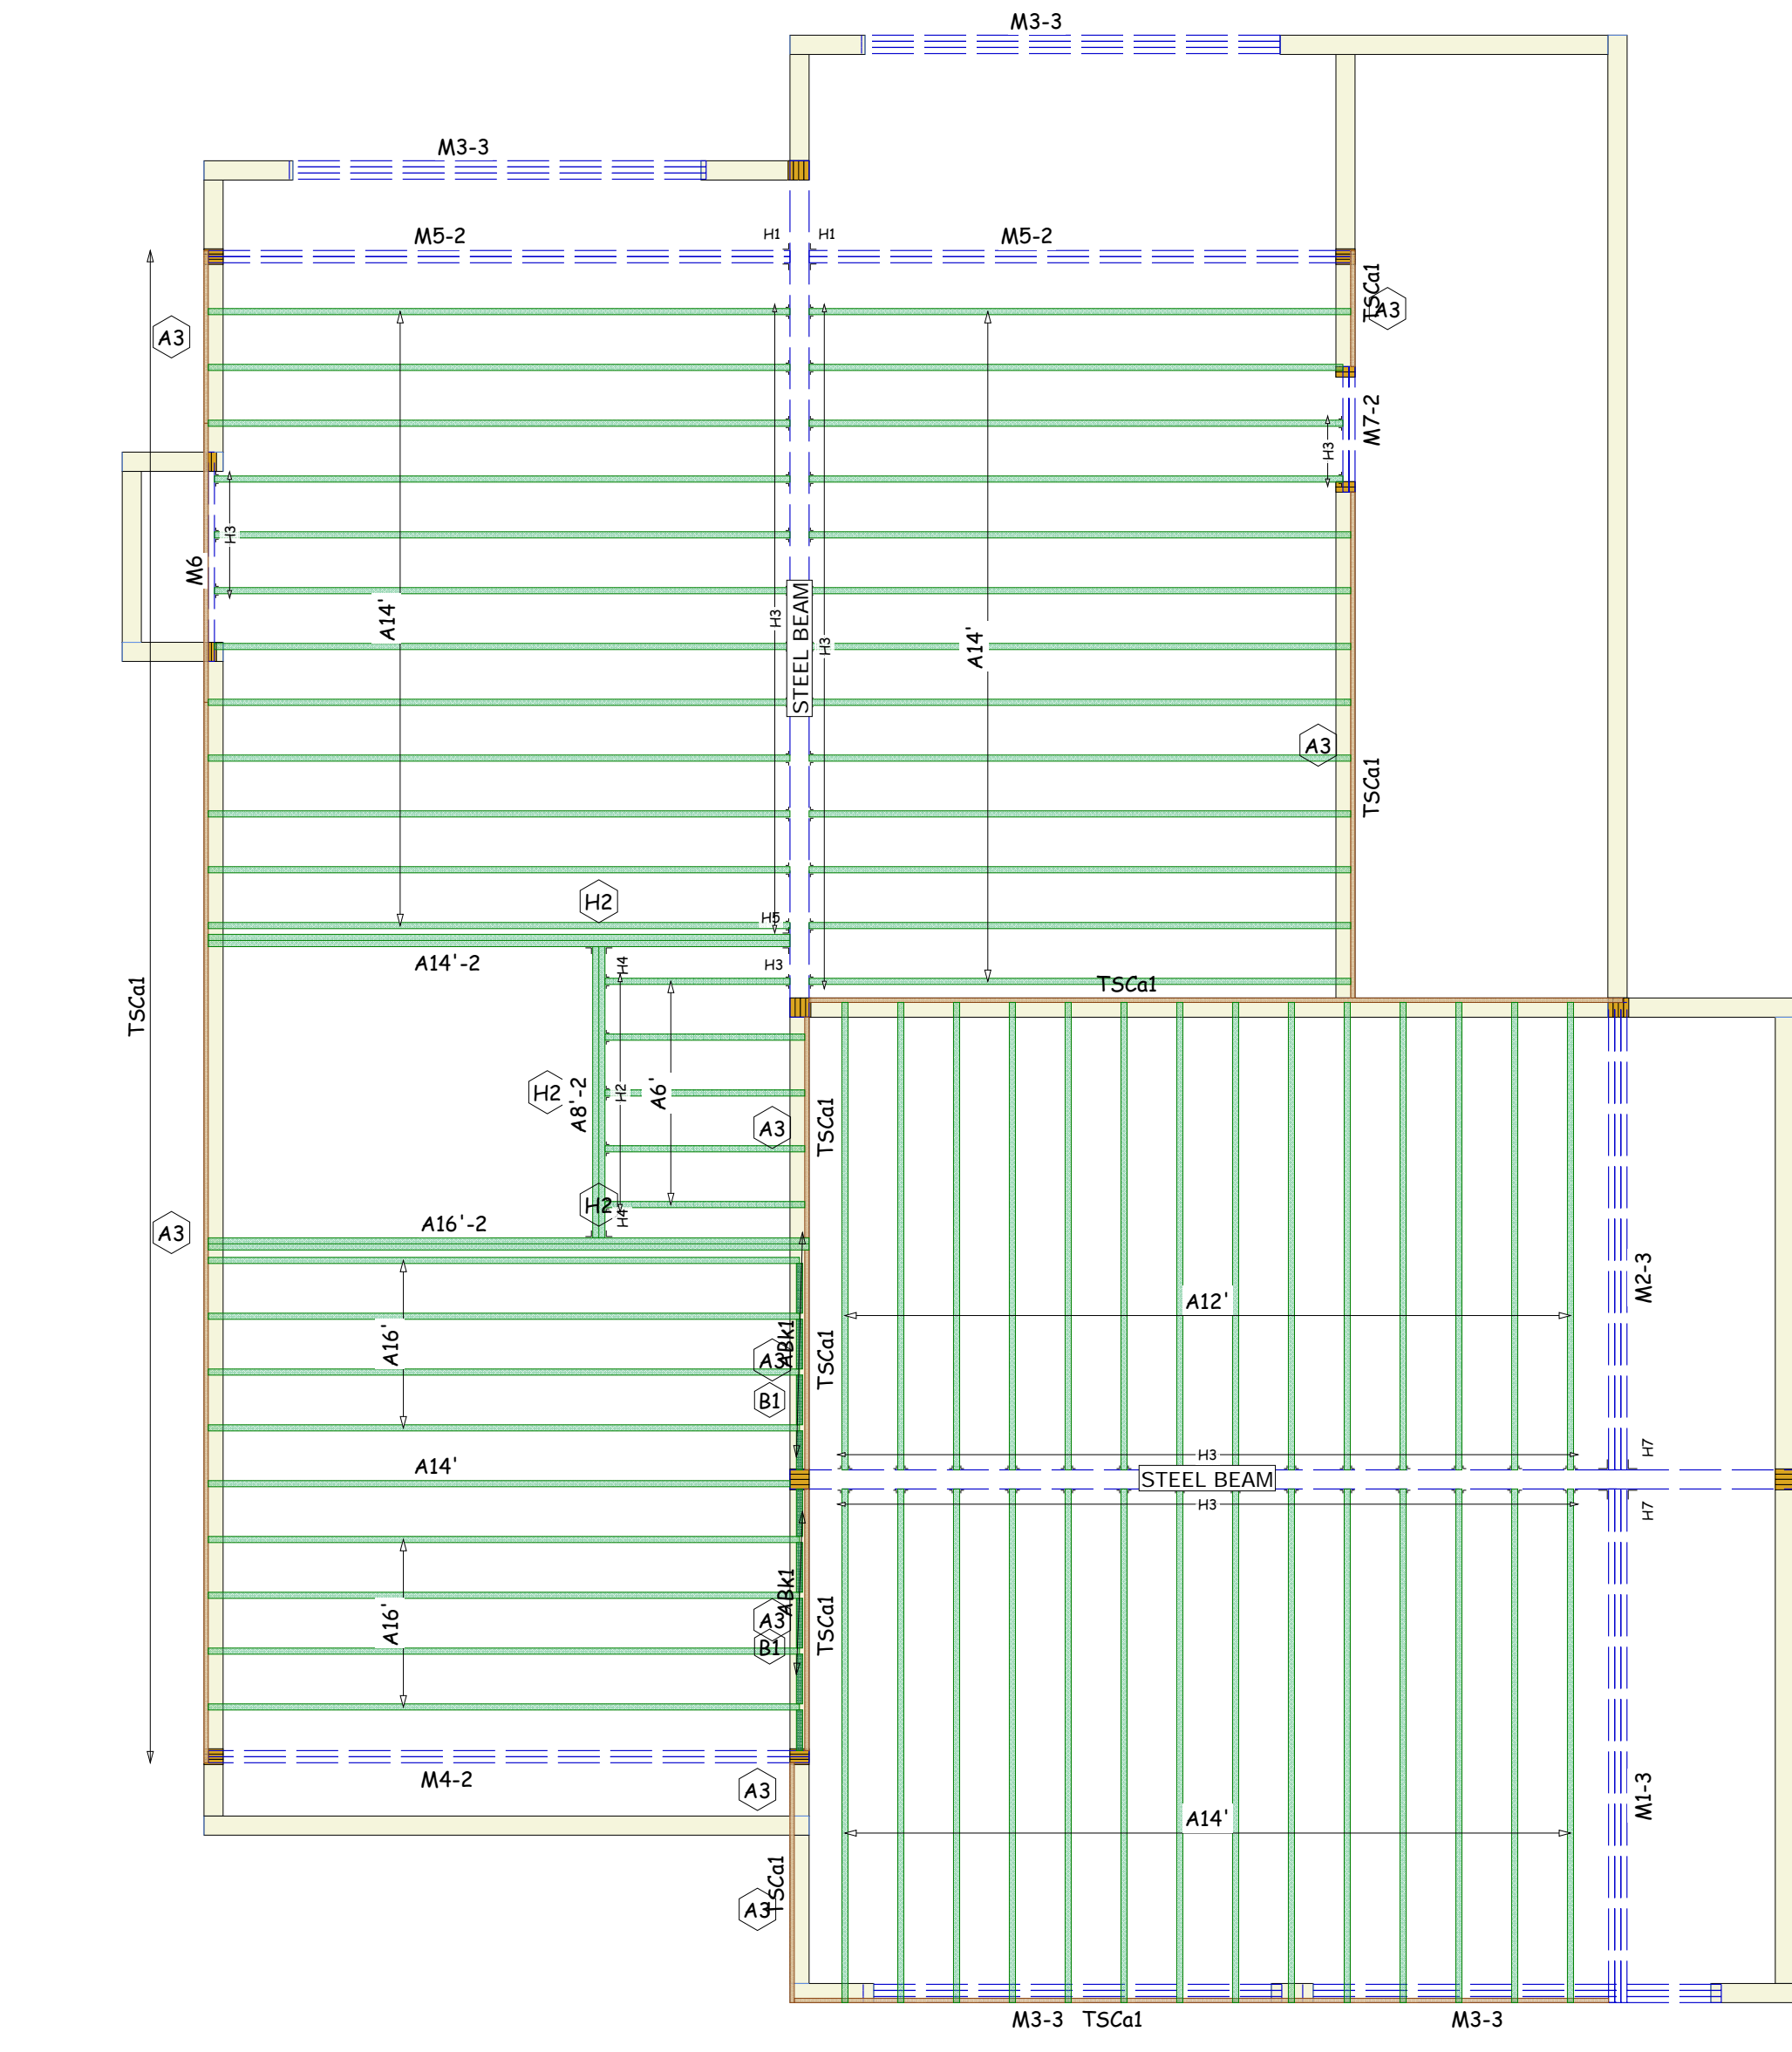 M3-3
M3-3
M5-2
H1
H1
M5-2
TSCa1
A3
A3
M7-2
H3
H3
M6
A14'
H3
STEEL BEAM
H3
A14'
A3
TSCa1
H2
H5
A14'-2
H4
H3
TSCa1
TSCa1
H2
A8'-2
H2
A6'
A3
TSCa1
H2
H4
A16'-2
A3
M2-3
A12'
A16'
ABk1
A3
TSCa1
B1
H3
H7
A14'
STEEL BEAM
H3
H7
A16'
ABk1
A3
TSCa1
B1
M4-2
A3
M1-3
A14'
TSCa1
A3
M3-3
TSCa1
M3-3